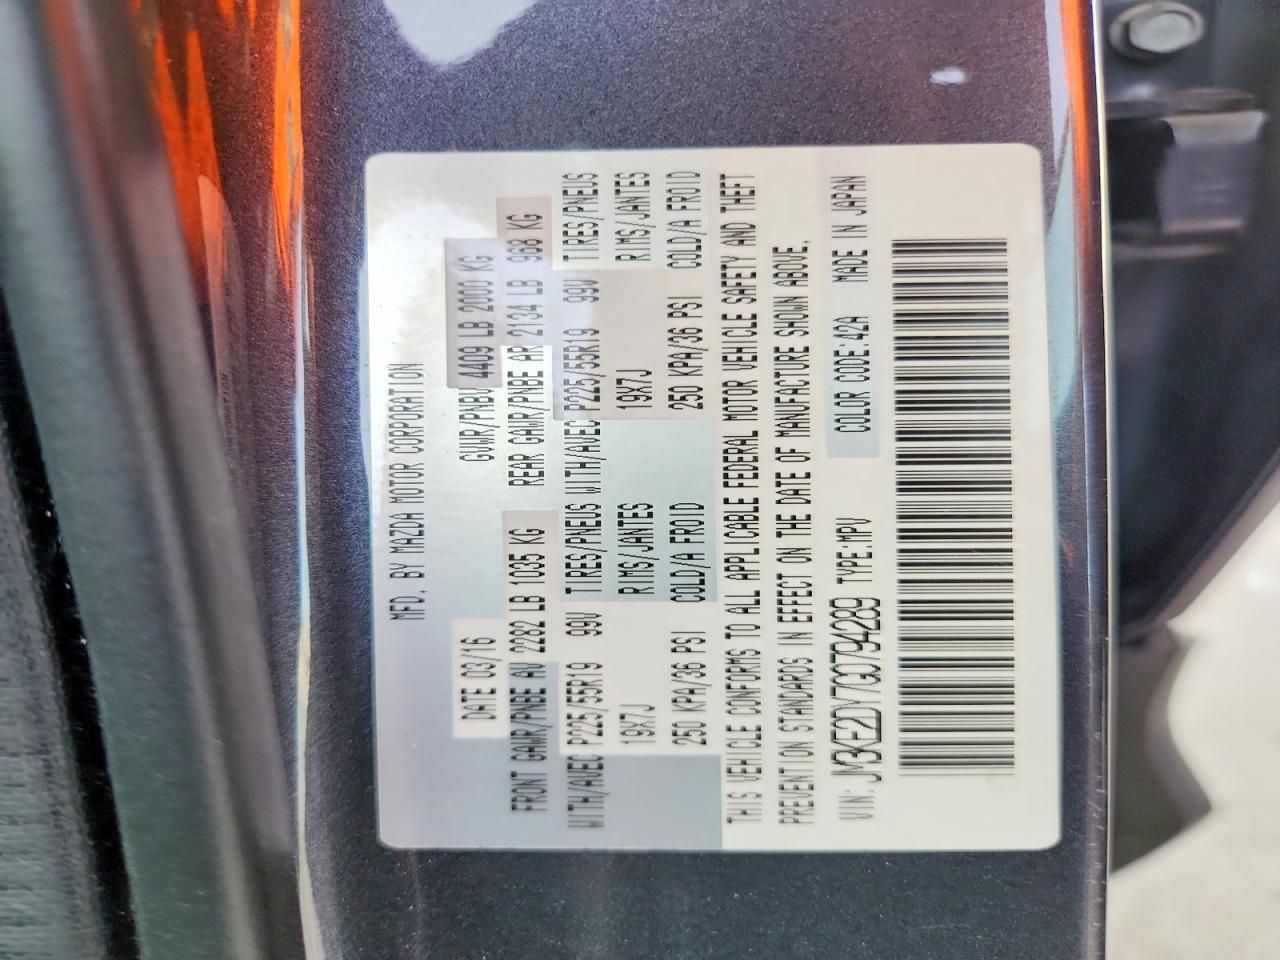 MFD. BY MAZDA MOTOR CORPORATION
DATE 03/16 GVWR/PNBV 4409 LB 2000 KG
FRONT GAWR/PNBE AV 2282 LB 1035 KG REAR GAWR/PNBE AR 2134 LB 968 KG
WITH/AVEC P225/55R19 99V TIRES/PNEUS WITH/AVEC P225/55R19 99V TIRES/PNEUS
19X7J RIMS/JANTES 19X7J RIMS/JANTES
250 KPA/36 PSI COLD/A FROID 250 KPA/36 PSI COLD/A FROID
THIS VEHICLE CONFORMS TO ALL APPLICABLE FEDERAL MOTOR VEHICLE SAFETY AND THEFT
PREVENTION STANDARDS IN EFFECT ON THE DATE OF MANUFACTURE SHOWN ABOVE.
VIN: JM3KE2DY7G0794289 TYPE:MPV COLOR CODE:42A MADE IN JAPAN